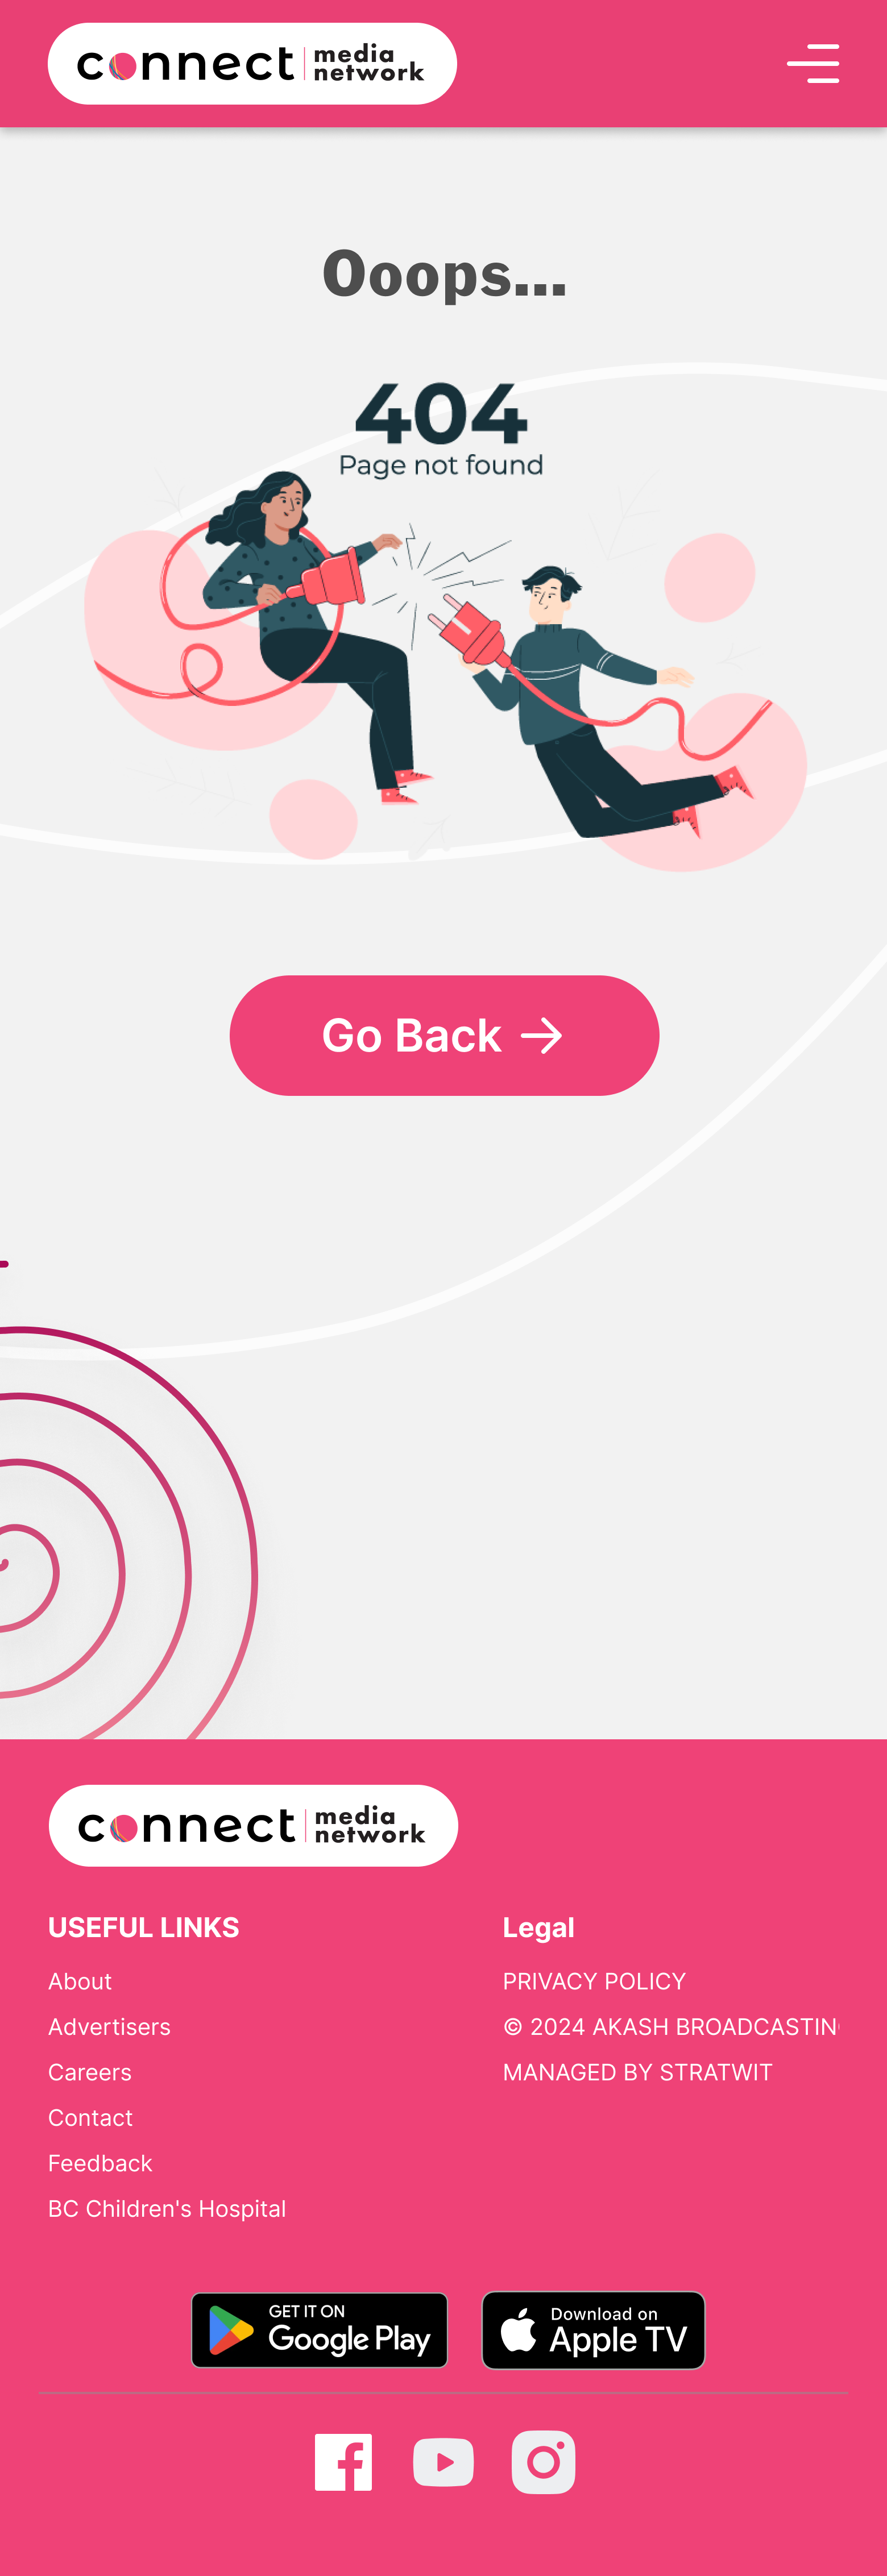 connect media
network
Ooops...
404
Page not found
Go Back
connect media
network
USEFUL LINKS
About
Advertisers
Careers
Contact
Feedback
BC Children's Hospital
Legal
PRIVACY POLICY
© 2024 AKASH BROADCASTIN
MANAGED BY STRATWIT
GET IT ON
Google Play
Download on
Apple TV